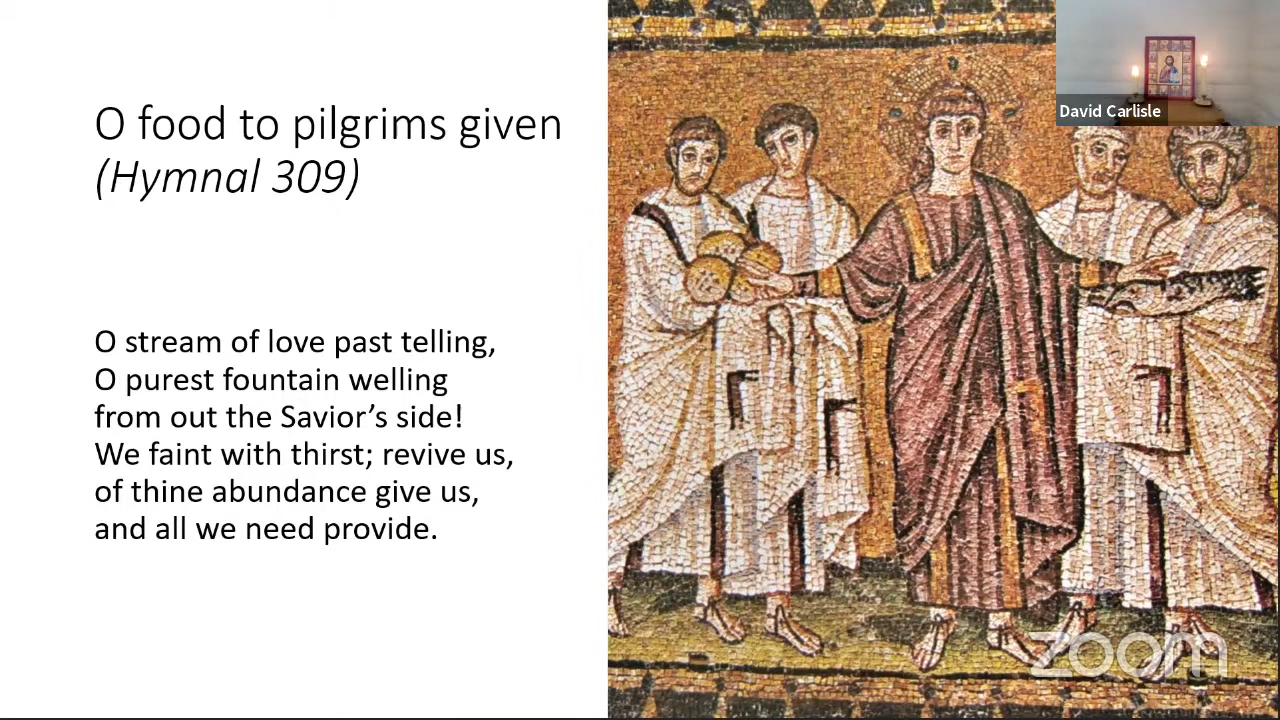 O food to pilgrims given
(Hymnal 309)
O stream of love past telling,
O purest fountain welling
from out the Savior’s side!
We faint with thirst; revive us,
of thine abundance give us,
and all we need provide.
David Carlisle
zoom